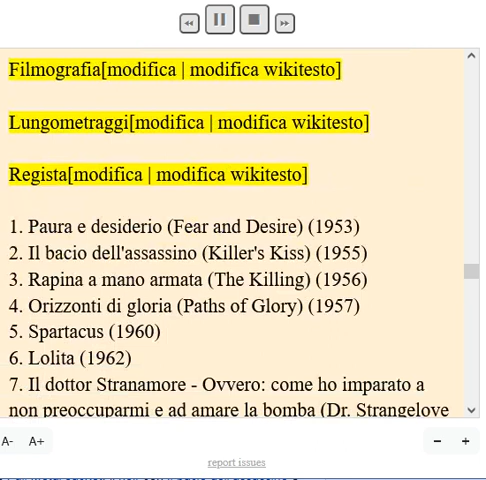 Filmografia[modifica | modifica wikitesto]
Lungometraggi[modifica | modifica wikitesto]
Regista[modifica | modifica wikitesto]
1. Paura e desiderio (Fear and Desire) (1953)
2. Il bacio dell'assassino (Killer's Kiss) (1955)
3. Rapina a mano armata (The Killing) (1956)
4. Orizzonti di gloria (Paths of Glory) (1957)
5. Spartacus (1960)
6. Lolita (1962)
7. Il dottor Stranamore - Ovvero: come ho imparato a
non preoccuparmi e ad amare la bomba (Dr. Strangelove
A- A+ − +
report issues